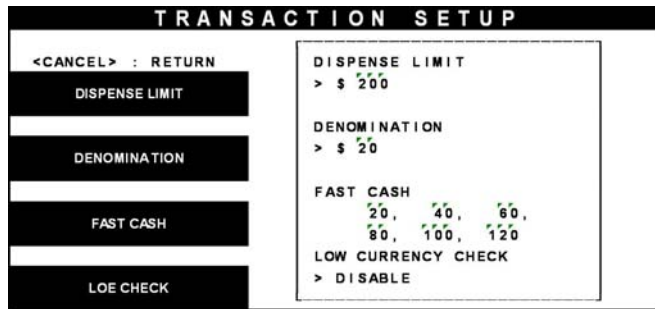 TRANSACTION SETUP
<CANCEL> : RETURN
DISPENSE LIMIT
DENOMINATION
FAST CASH
LOE CHECK
DISPENSE LIMIT
> $ 200
DENOMINATION
> $ 20
FAST CASH
20, 40, 60,
80, 100, 120
LOW CURRENCY CHECK
> DISABLE